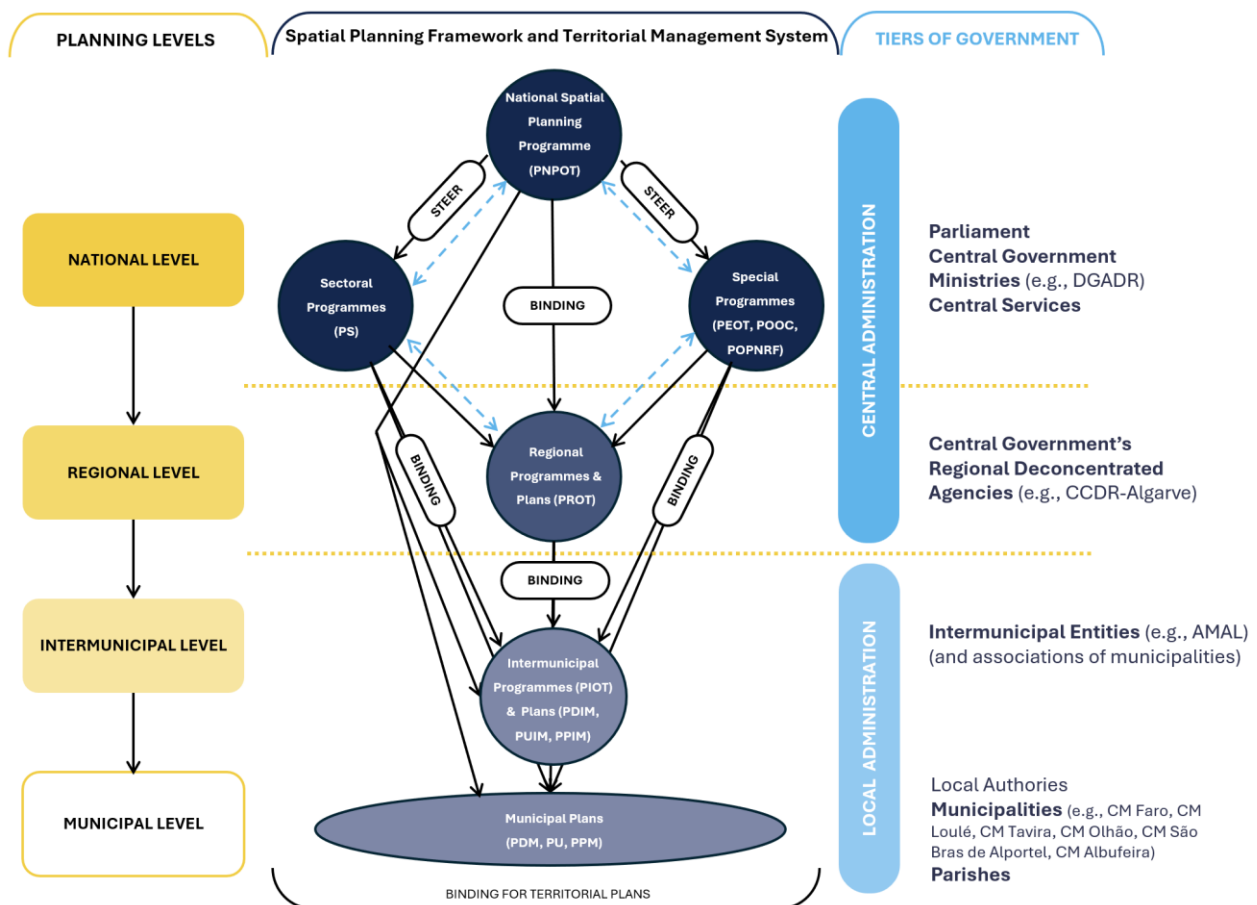 PLANNING LEVELS
Spatial Planning Framework and Territorial Management System
TIERS OF GOVERNMENT
National Spatial
Planning
Programme
(PNPOT)
STEER
STEER
NATIONAL LEVEL
Sectoral
Programmes
(PS)
BINDING
Special
Programmes
(PEOT, POOC,
POPNRF)
CENTRAL ADMINISTRATION
Parliament
Central Government
Ministries (e.g., DGADR)
Central Services
REGIONAL LEVEL
BINDING
Regional
Programmes &
Plans (PROT)
BINDING
Central Government’s
Regional Deconcentrated
Agencies (e.g., CCDR-Algarve)
BINDING
INTERMUNICIPAL LEVEL
Intermunicipal
Programmes (PIOT)
& Plans (PDIM,
PUIM, PPIM)
LOCAL ADMINISTRATION
Intermunicipal Entities (e.g., AMAL)
(and associations of municipalities)
MUNICIPAL LEVEL
Municipal Plans
(PDM, PU, PPM)
Local Authories
Municipalities (e.g., CM Faro, CM
Loulé, CM Tavira, CM Olhão, CM São
Bras de Alportel, CM Albufeira)
Parishes
BINDING FOR TERRITORIAL PLANS